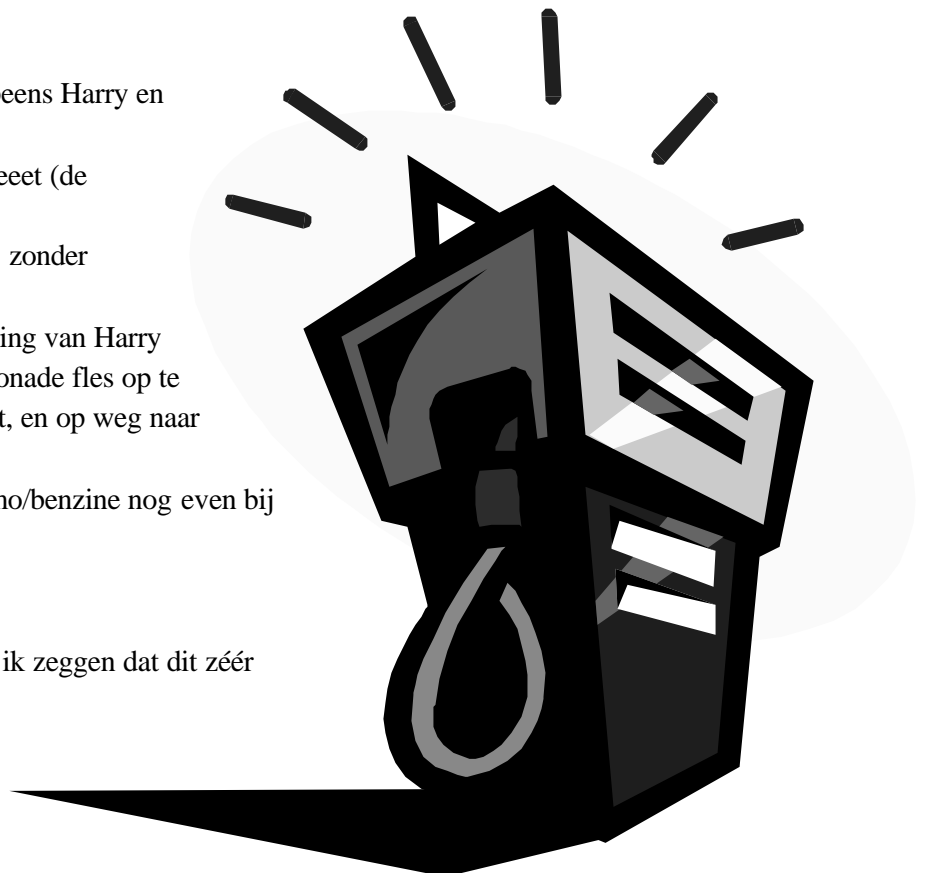 eens Harry en
eeet (de
zonder
ing van Harry
onade fles op te
t, en op weg naar
no/benzine nog even bij
ik zeggen dat dit zéér